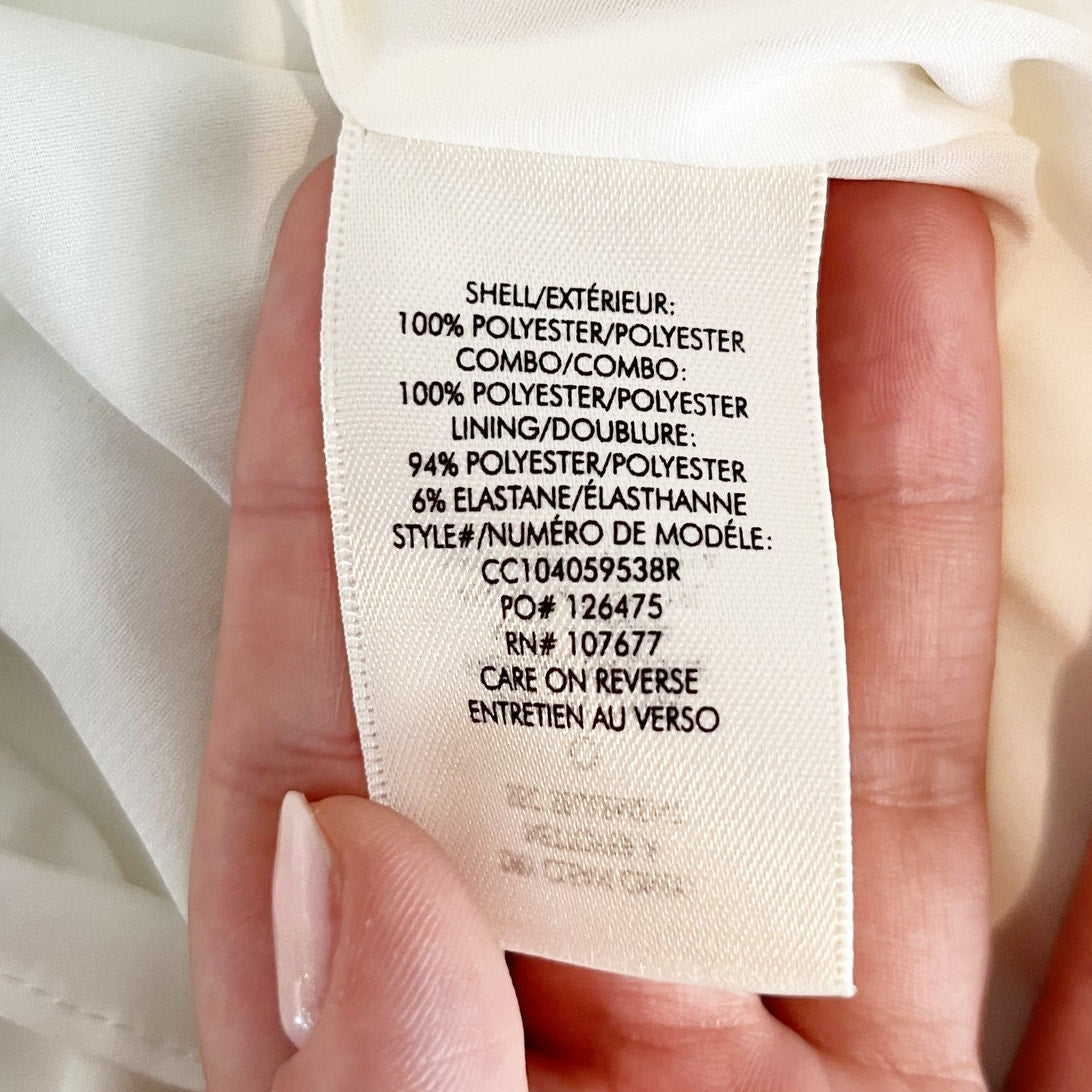 SHELL/EXTÉRIEUR:
100% POLYESTER/POLYESTER
COMBO/COMBO:
100% POLYESTER/POLYESTER
LINING/DOUBLURE:
94% POLYESTER/POLYESTER
6% ELASTANE/ÉLASTHANNE
STYLE#/NUMÉRO DE MODÉLE:
CC104059538R
PO# 126475
RN# 107677
CARE ON REVERSE
ENTRETIEN AU VERSO